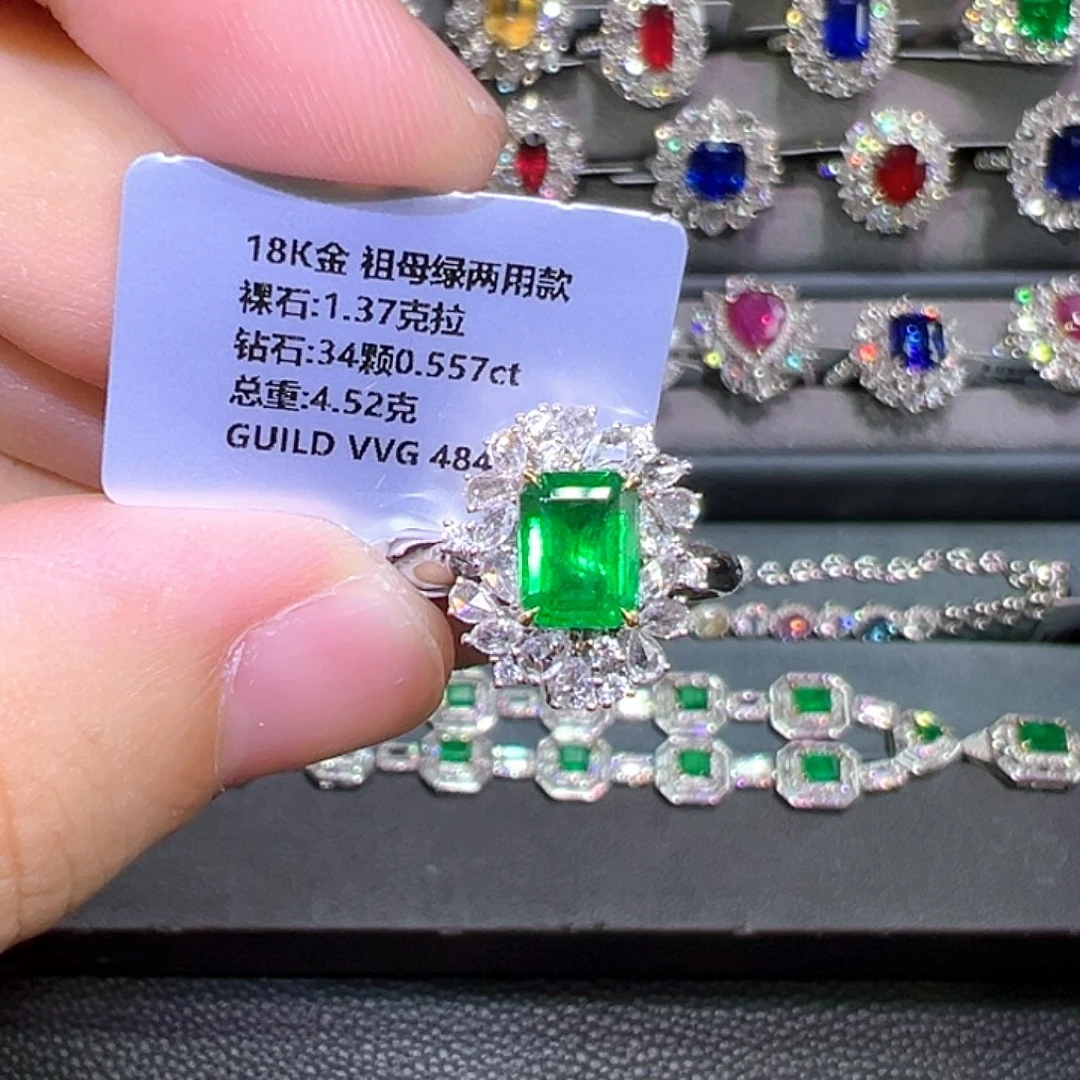 18K金 祖母绿两用款
裸石:1.37克拉
钻石:34颗0.557ct
总重:4.52克
GUILD VVG 484